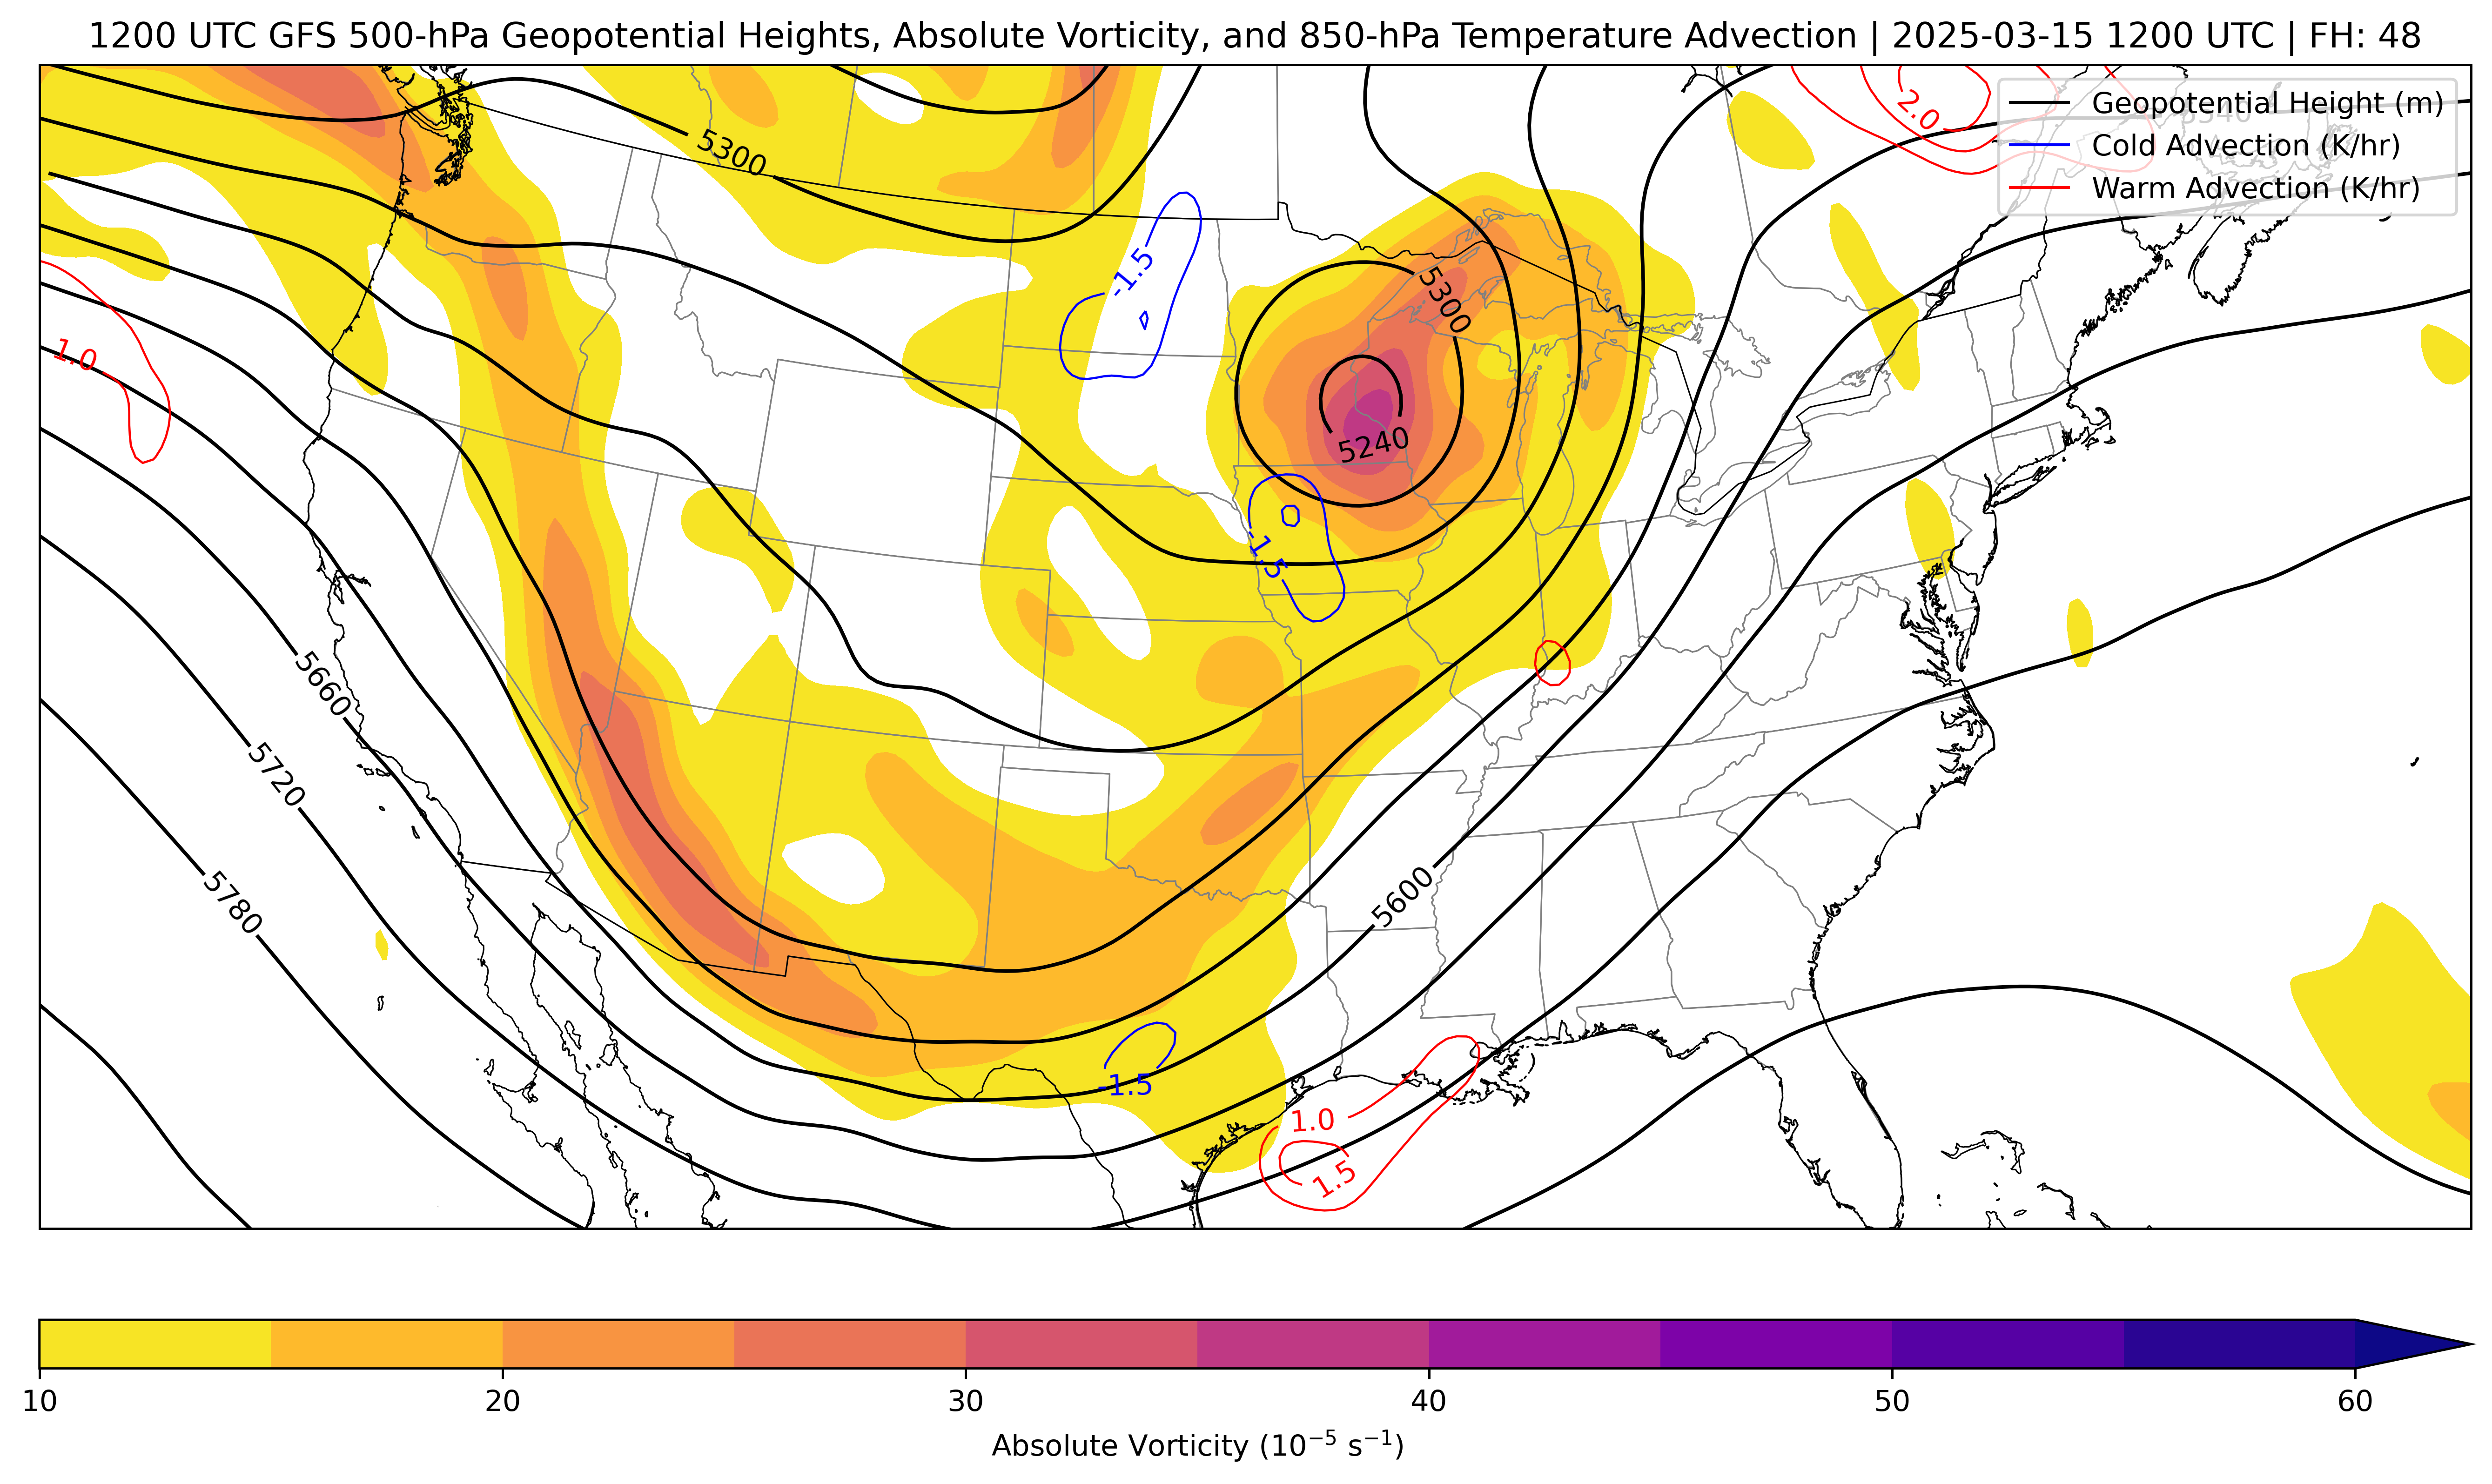 1200 UTC GFS 500-hPa Geopotential Heights, Absolute Vorticity, and 850-hPa Temperature Advection | 2025-03-15 1200 UTC | FH: 48
2.0
Geopotential Height (m)
5340
Cold Advection (K/hr)
Warm Advection (K/hr)
5300
-1.5
5300
1.0
5240
-1.5
5660
5720
5600
5780
-1.5
1.0
1.5
10 20 30 40 50 60
Absolute Vorticity (10⁻⁵ s⁻¹)